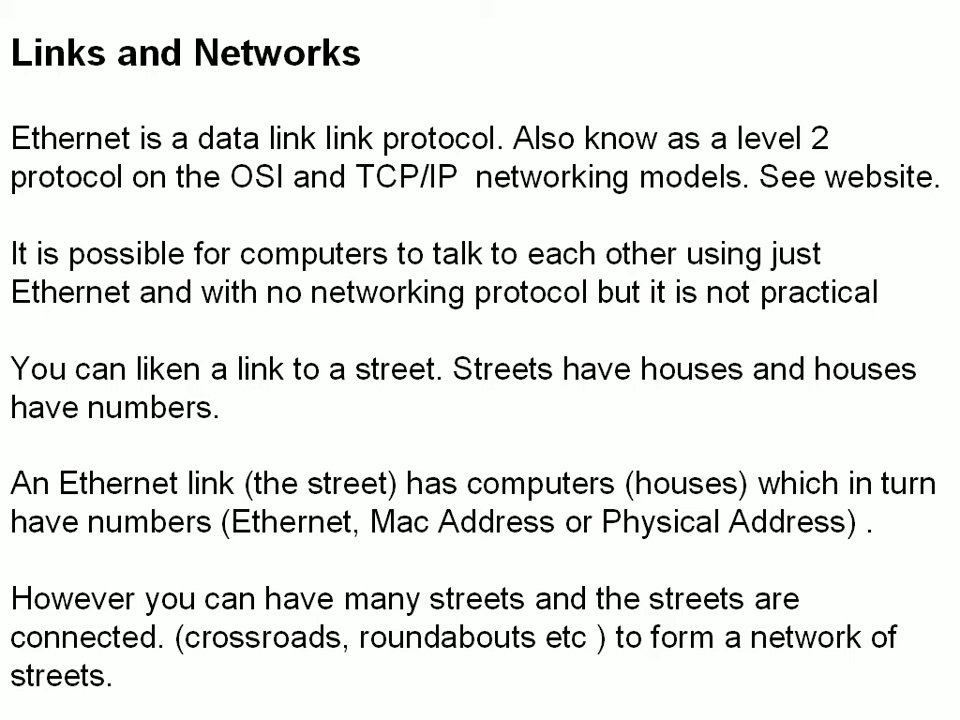 Links and Networks
Ethernet is a data link link protocol. Also know as a level 2
protocol on the OSI and TCP/IP networking models. See website.
It is possible for computers to talk to each other using just
Ethernet and with no networking protocol but it is not practical
You can liken a link to a street. Streets have houses and houses
have numbers.
An Ethernet link (the street) has computers (houses) which in turn
have numbers (Ethernet, Mac Address or Physical Address) .
However you can have many streets and the streets are
connected. (crossroads, roundabouts etc ) to form a network of
streets.